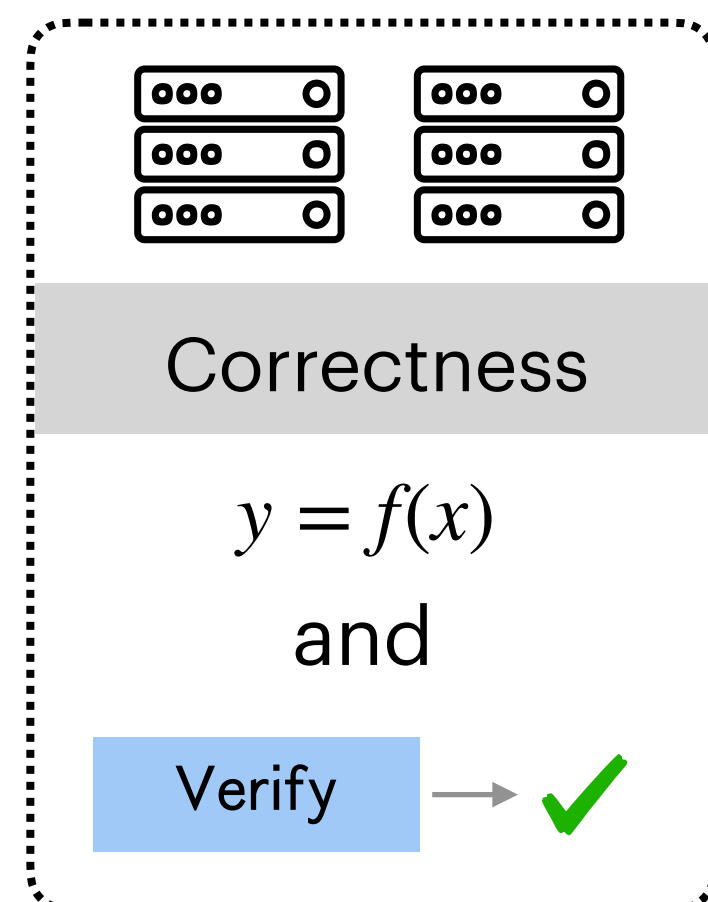 Correctness
y = f(x)
and
Verify